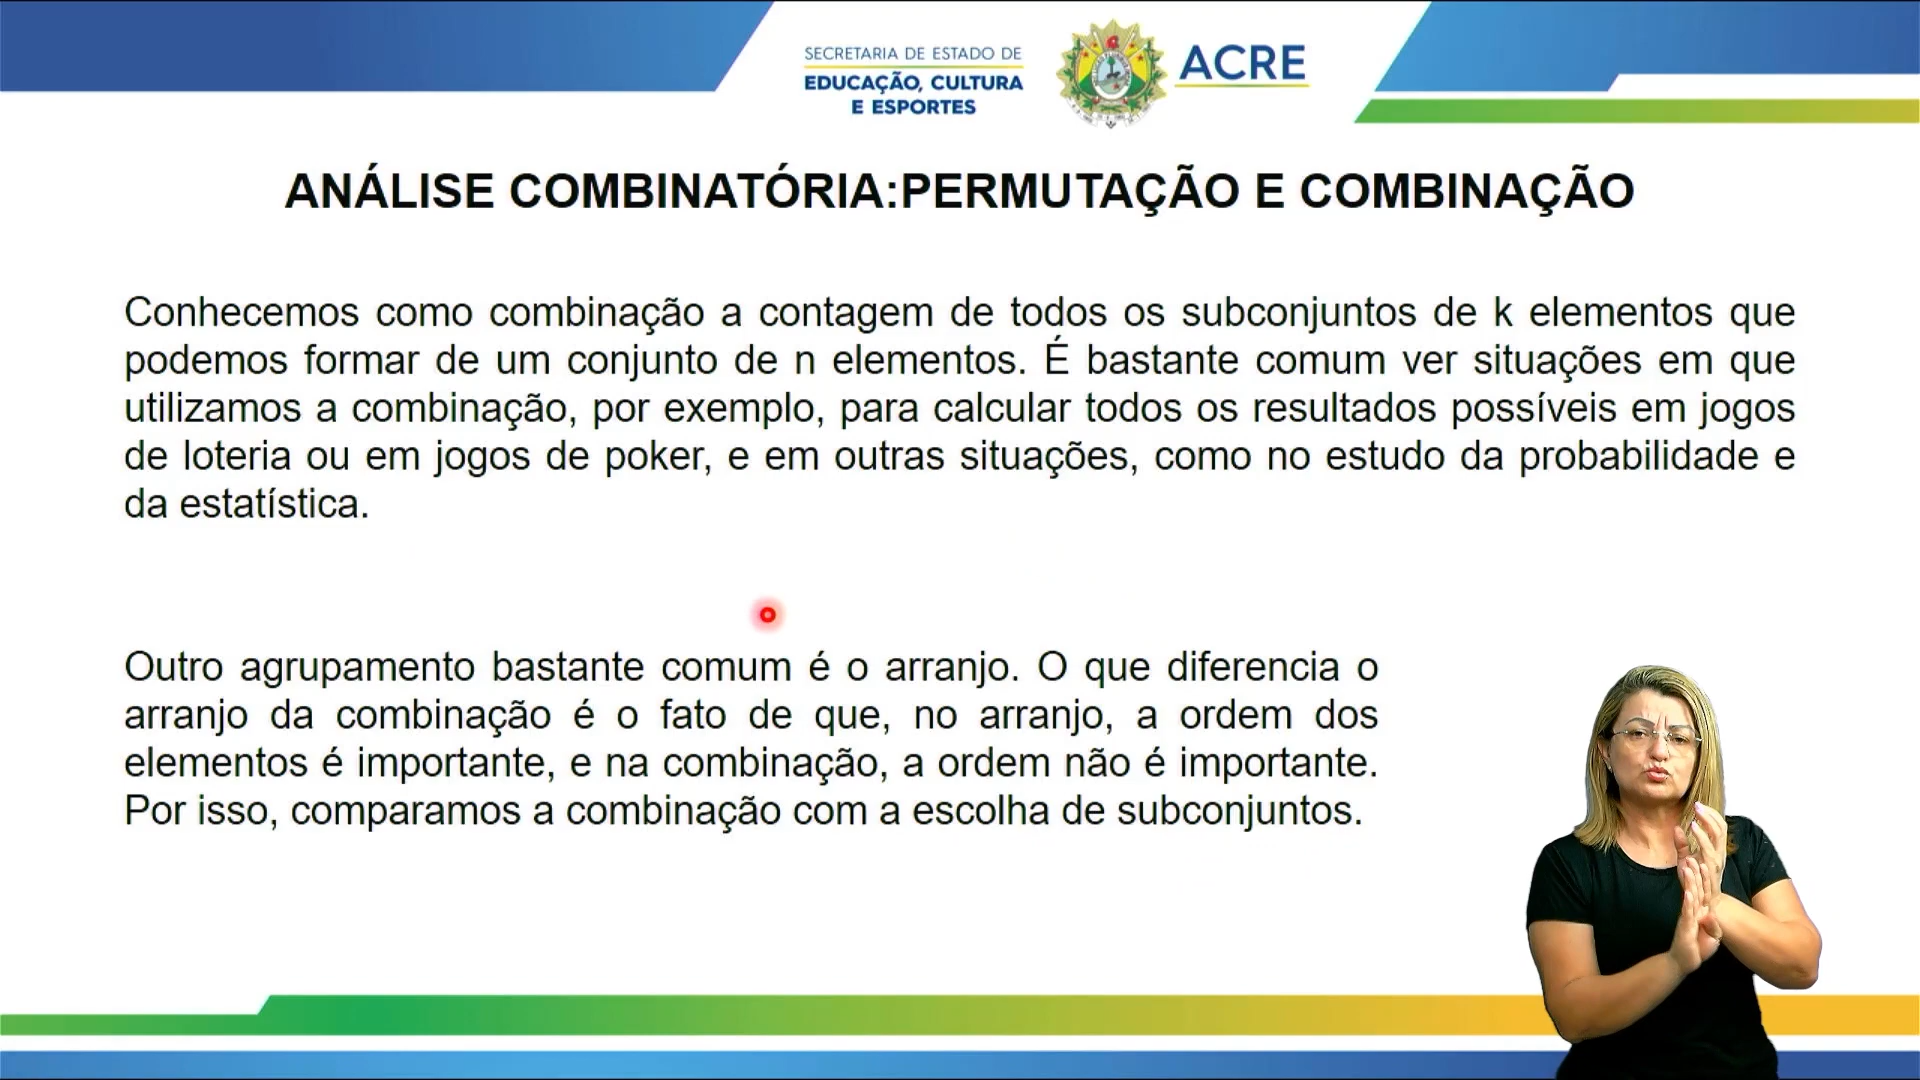 SECRETARIA DE ESTADO DE
EDUCAÇÃO, CULTURA
E ESPORTES
ACRE
ANÁLISE COMBINATÓRIA:PERMUTAÇÃO E COMBINAÇÃO
Conhecemos como combinação a contagem de todos os subconjuntos de k elementos que
podemos formar de um conjunto de n elementos. É bastante comum ver situações em que
utilizamos a combinação, por exemplo, para calcular todos os resultados possíveis em jogos
de loteria ou em jogos de poker, e em outras situações, como no estudo da probabilidade e
da estatística.
Outro agrupamento bastante comum é o arranjo. O que diferencia o
arranjo da combinação é o fato de que, no arranjo, a ordem dos
elementos é importante, e na combinação, a ordem não é importante.
Por isso, comparamos a combinação com a escolha de subconjuntos.